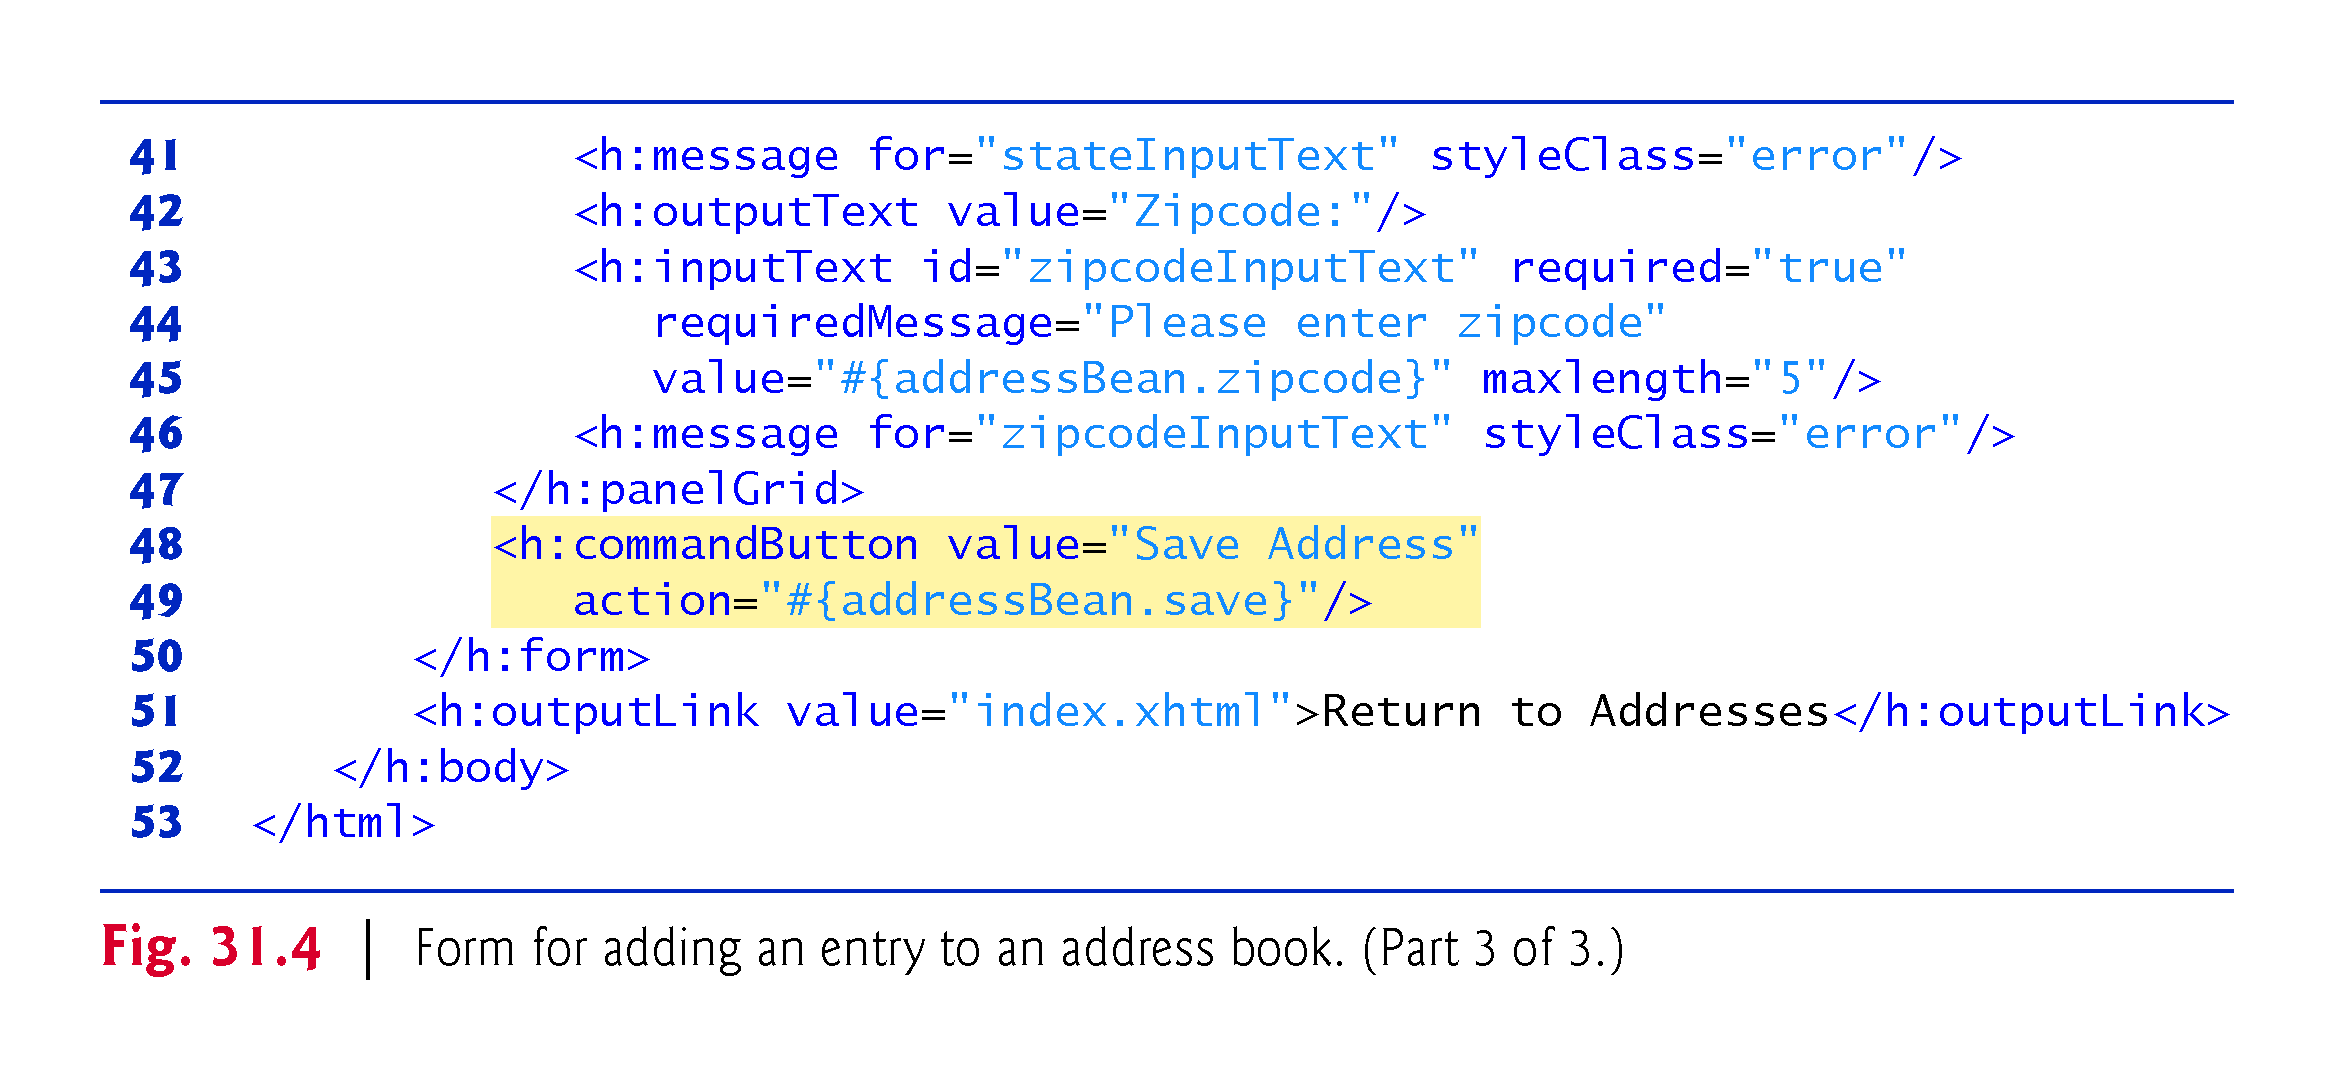 41 <h:message for="stateInputText" styleClass="error"/>
42 <h:outputText value="Zipcode:"/>
43 <h:inputText id="zipcodeInputText" required="true"
44 requiredMessage="Please enter zipcode"
45 value="#{addressBean.zipcode}" maxlength="5"/>
46 <h:message for="zipcodeInputText" styleClass="error"/>
47 </h:panelGrid>
48 <h:commandButton value="Save Address"
49 action="#{addressBean.save}"/>
50 </h:form>
51 <h:outputLink value="index.xhtml">Return to Addresses</h:outputLink>
52 </h:body>
53 </html>
Fig. 31.4 | Form for adding an entry to an address book. (Part 3 of 3.)